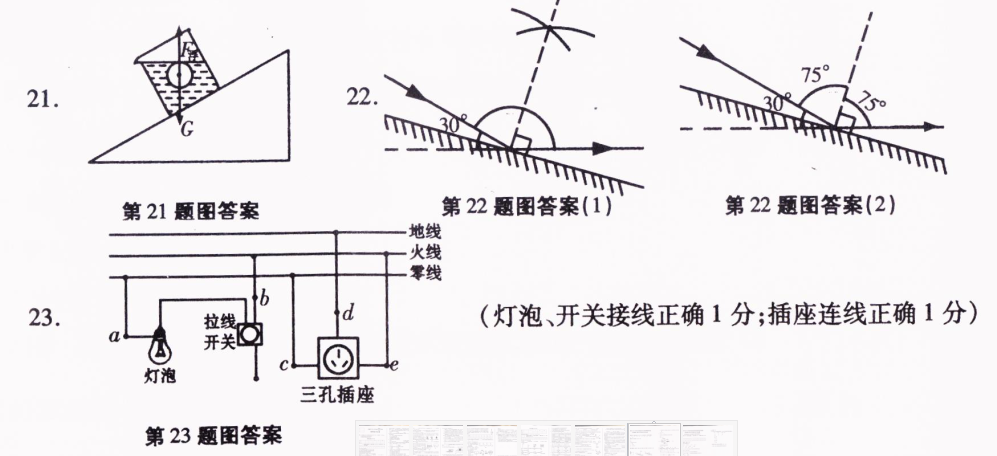 21.
F浮
G
第21题图答案
22.
30°
第22题图答案(1)
75°
75°
30°
第22题图答案(2)
23.
地线
火线
零线
a
b
拉线
开关
灯泡
c
d
e
三孔插座
第23题图答案
(灯泡、开关接线正确1分;插座连线正确1分)